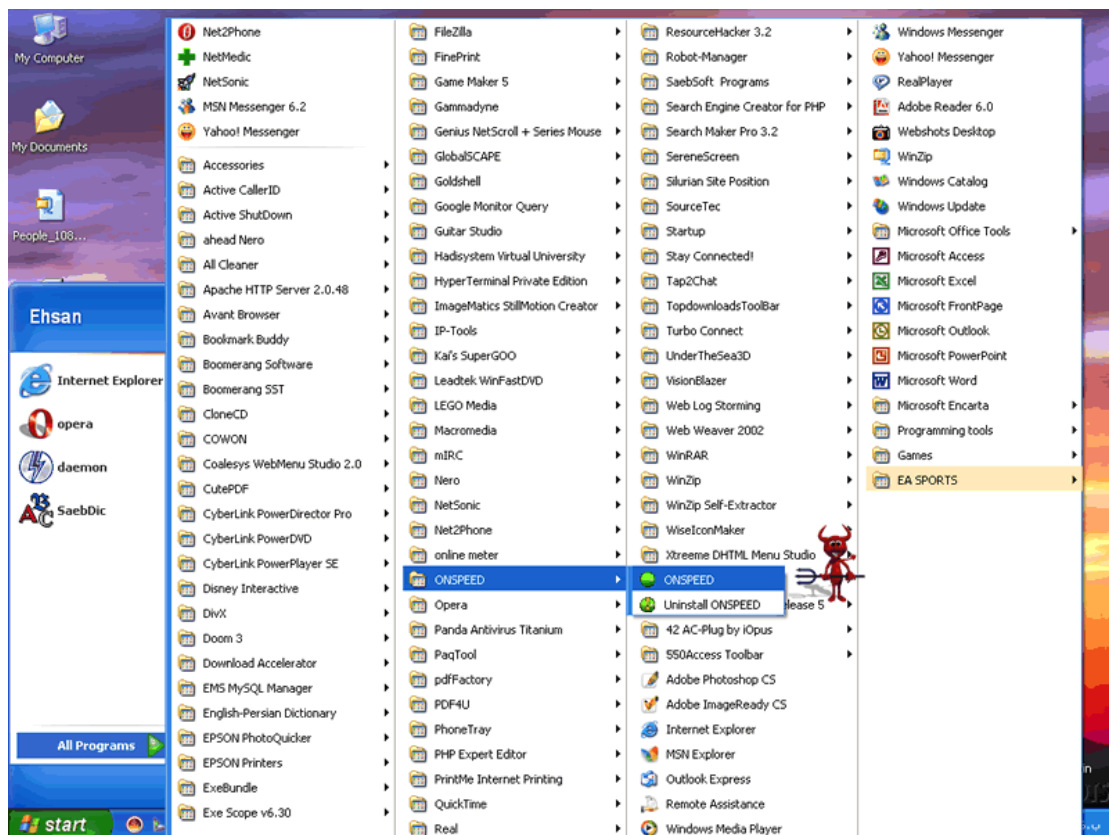 My Computer
My Documents
People_108...
Ehsan
Internet Explorer
opera
daemon
SaebDic
All Programs
start
Net2Phone
NetMedic
NetSonic
MSN Messenger 6.2
Yahoo! Messenger
Accessories
Active CallerID
Active ShutDown
ahead Nero
All Cleaner
Apache HTTP Server 2.0.48
Avant Browser
Bookmark Buddy
Boomerang Software
Boomerang SST
CloneCD
COWON
Coalesys WebMenu Studio 2.0
CutePDF
CyberLink PowerDirector Pro
CyberLink PowerDVD
CyberLink PowerPlayer SE
Disney Interactive
DivX
Doom 3
Download Accelerator
EMS MySQL Manager
English-Persian Dictionary
EPSON PhotoQuicker
EPSON Printers
ExeBundle
Exe Scope v6.30
FileZilla
FinePrint
Game Maker 5
Gammadyne
Genius NetScroll + Series Mouse
GlobalSCAPE
Goldshell
Google Monitor Query
Guitar Studio
Hadisystem Virtual University
HyperTerminal Private Edition
ImageMatics StillMotion Creator
IP-Tools
Kai's SuperGOO
Leadtek WinFastDVD
LEGO Media
Macromedia
mIRC
Nero
NetSonic
Net2Phone
online meter
ONSPEED
Opera
Panda Antivirus Titanium
PaqTool
pdfFactory
PDF4U
PhoneTray
PHP Expert Editor
PrintMe Internet Printing
QuickTime
Real
ResourceHacker 3.2
Robot-Manager
SaebSoft Programs
Search Engine Creator for PHP
Search Maker Pro 3.2
SereneScreen
Silurian Site Position
SourceTec
Startup
Stay Connected!
Tap2Chat
TopdownloadsToolBar
Turbo Connect
UnderTheSea3D
VisionBlazer
Web Log Storming
Web Weaver 2002
WinRAR
WinZip
WinZip Self-Extractor
WiseIconMaker
Xtreeme DHTML Menu Studio
ONSPEED
Uninstall ONSPEED
elease 5
42 AC-Plug by iOpus
550Access Toolbar
Adobe Photoshop CS
Adobe ImageReady CS
Internet Explorer
MSN Explorer
Outlook Express
Remote Assistance
Windows Media Player
Windows Messenger
Yahoo! Messenger
RealPlayer
Adobe Reader 6.0
Webshots Desktop
WinZip
Windows Catalog
Windows Update
Microsoft Office Tools
Microsoft Access
Microsoft Excel
Microsoft FrontPage
Microsoft Outlook
Microsoft PowerPoint
Microsoft Word
Microsoft Encarta
Programming tools
Games
EA SPORTS